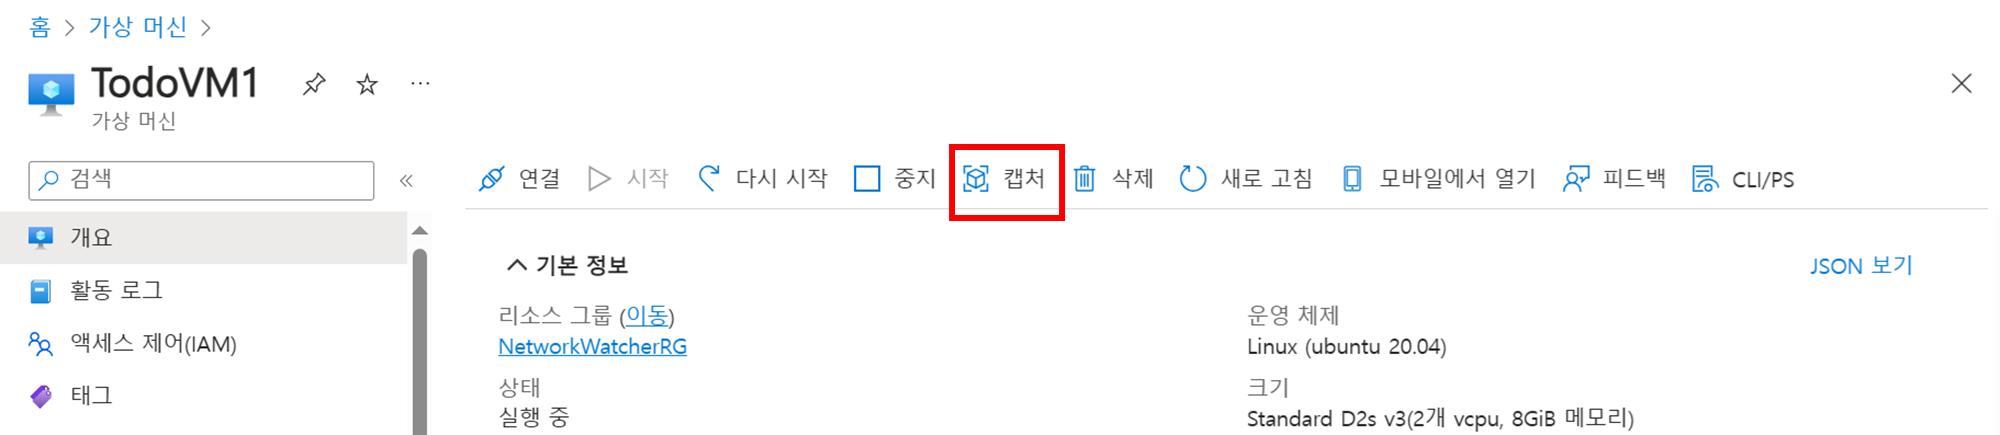 홈 > 가상 머신 >
TodoVM1 ...
가상 머신
검색 «
연결 시작 다시 시작 중지 캡처 삭제 새로 고침 모바일에서 열기 피드백 CLI/PS
개요
활동 로그
액세스 제어(IAM)
태그
기본 정보
JSON 보기
리소스 그룹 (이동)
NetworkWatcherRG
상태
실행 중
운영 체제
Linux (ubuntu 20.04)
크기
Standard D2s v3(2개 vcpu, 8GiB 메모리)